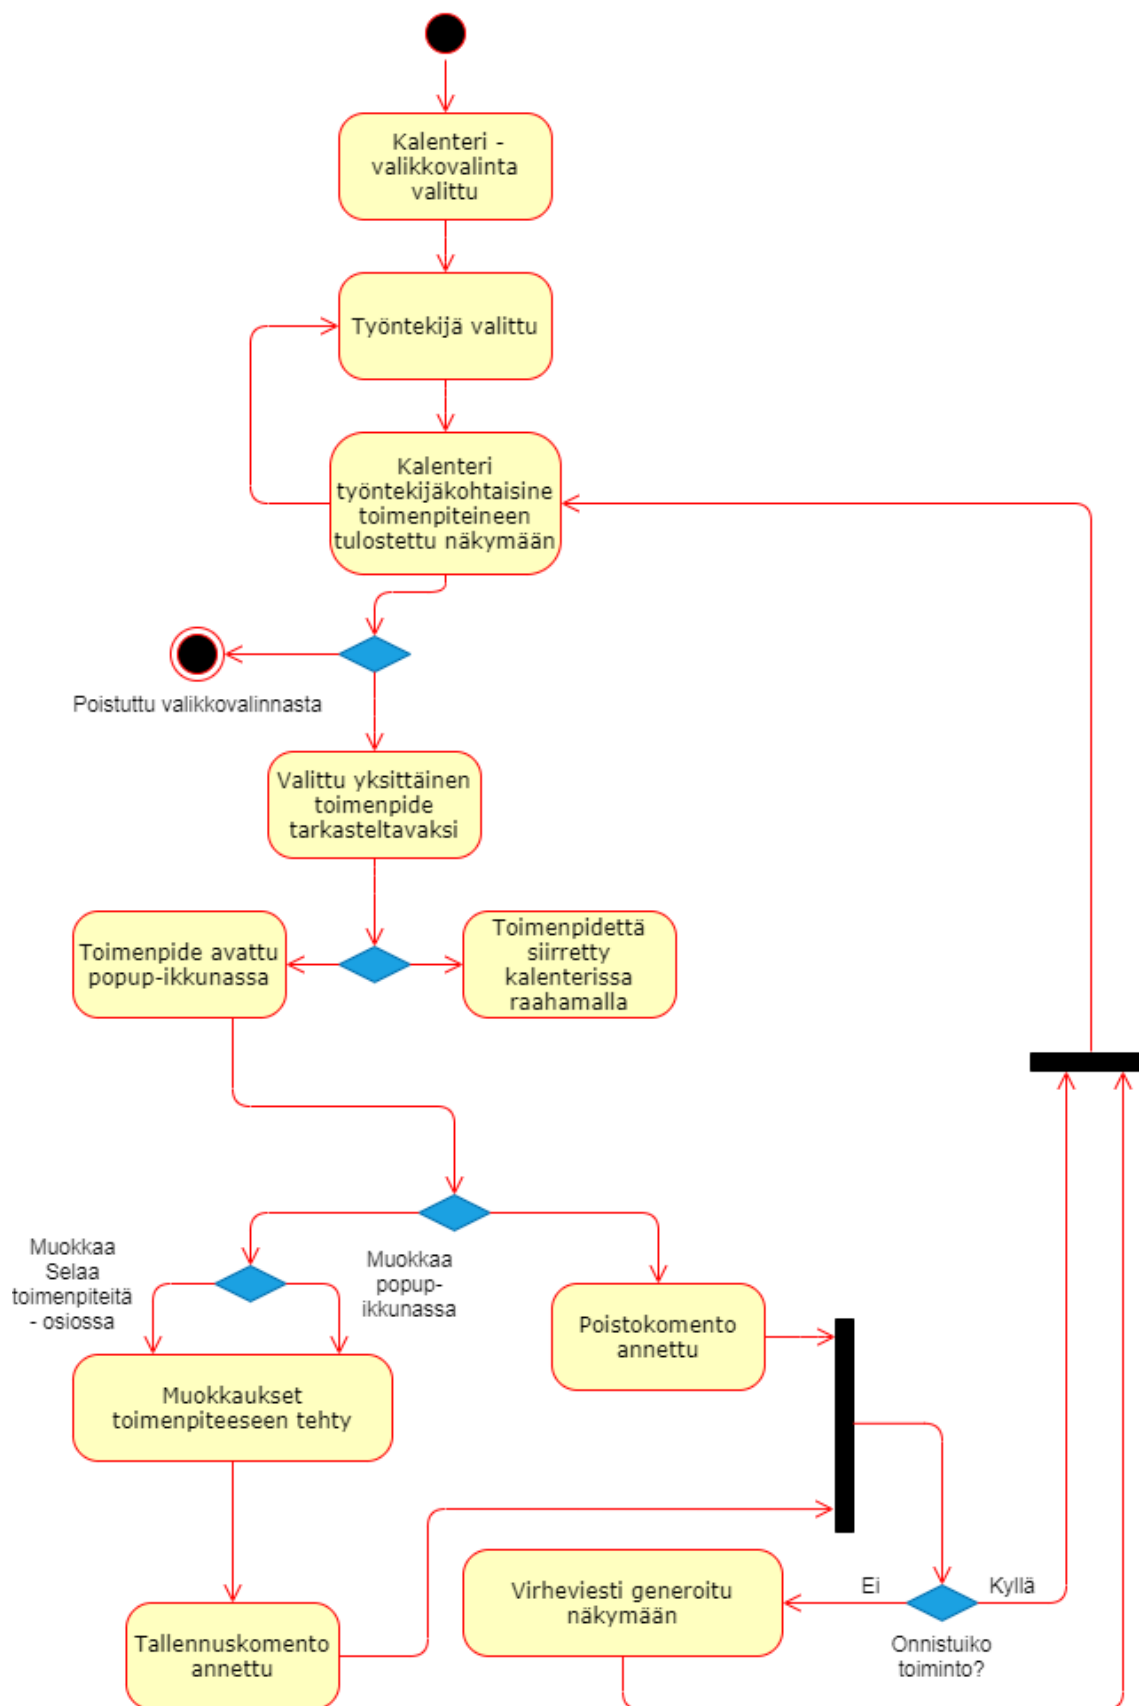 Kalenteri -
valikkovalinta
valittu
Työntekijä valittu
Kalenteri
työntekijäkohtaisine
toimenpiteineen
tulostettu näkymään
Poistuttu valikkovalinnasta
Valittu yksittäinen
toimenpide
tarkasteltavaksi
Toimenpide avattu
popup-ikkunassa
Toimenpidettä
siirretty
kalenterissa
raahamalla
Muokkaa
Selaa
toimenpiteitä
- osiossa
Muokkaa
popup-
ikkunassa
Poistokomento
annettu
Muokkaukset
toimenpiteeseen tehty
Virheviesti generoitu
näkymään
Ei
Kyllä
Onnistuiko
toiminto?
Tallennuskomento
annettu